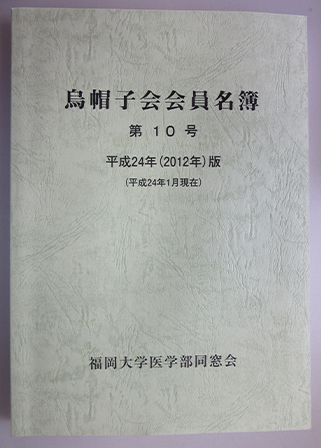 烏帽子会会員名簿
第 10 号
平成24年(2012年)版
(平成24年1月現在)
福岡大学医学部同窓会